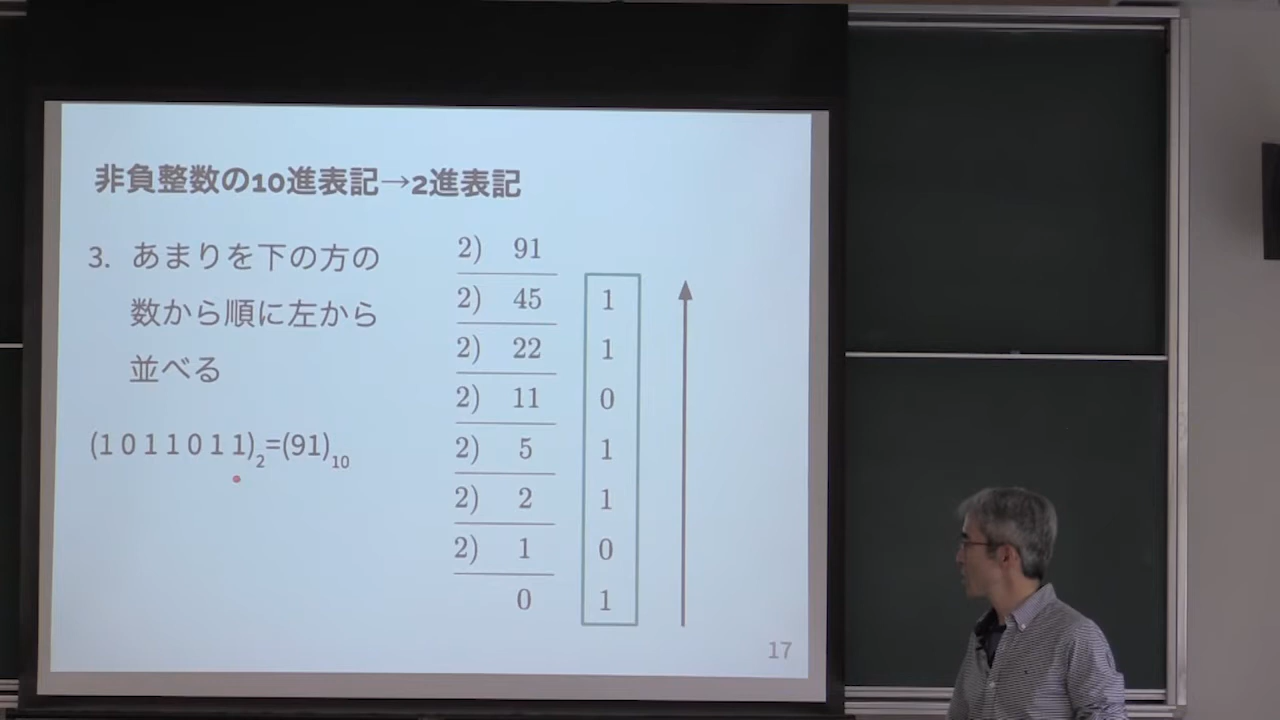 非負整数の10進表記→2進表記
3. あまりを下の方の
数から順に左から
並べる
(1 0 1 1 0 1 1)2=(91)10
2) 91
2) 45 1
2) 22 1
2) 11 0
2) 5 1
2) 2 1
2) 1 0
0 1
17